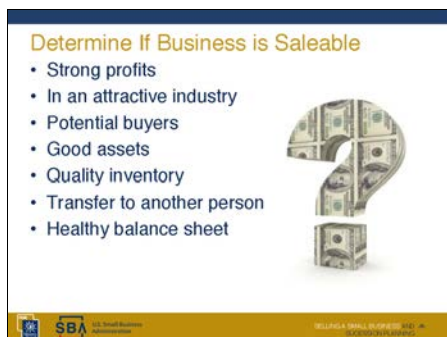 Determine If Business is Saleable
• Strong profits
• In an attractive industry
• Potential buyers
• Good assets
• Quality inventory
• Transfer to another person
• Healthy balance sheet
SBA
U.S. Small Business
Administration
SELLING A SMALL BUSINESS AND
SUCCESSION PLANNING